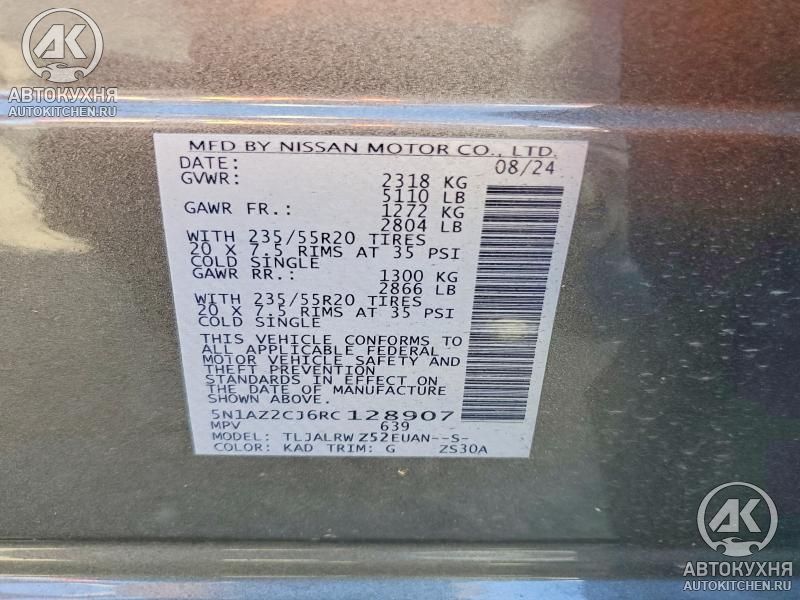 АК
АВТОКУХНЯ
AUTOKITCHEN.RU
MFD BY NISSAN MOTOR CO., LTD.
DATE: 08/24
GVWR: 2318 KG
5110 LB
GAWR FR.: 1272 KG
2804 LB
WITH 235/55R20 TIRES
20 X 7.5 RIMS AT 35 PSI
COLD SINGLE
GAWR RR.: 1300 KG
2866 LB
WITH 235/55R20 TIRES
20 X 7.5 RIMS AT 35 PSI
COLD SINGLE
THIS VEHICLE CONFORMS TO
ALL APPLICABLE FEDERAL
MOTOR VEHICLE SAFETY AND
THEFT PREVENTION
STANDARDS IN EFFECT ON
THE DATE OF MANUFACTURE
SHOWN ABOVE.
5N1AZ2CJ6RC128907
MPV 639
MODEL: TLJALRW Z52EUAN--S-
COLOR: KAD TRIM: G ZS30A
АК
АВТОКУХНЯ
AUTOKITCHEN.RU